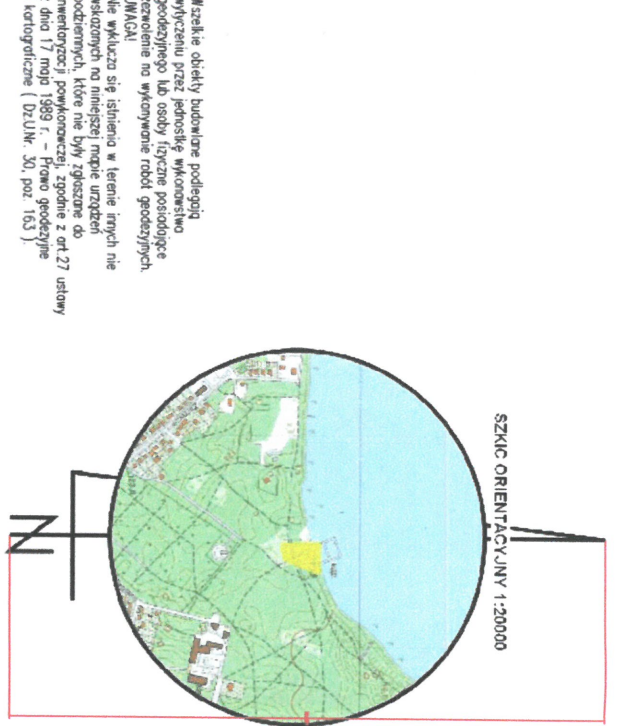 Wszelkie obiekty budowlane podlegają
wytyczeniu przez jednostkę wykonawstwa
geodezyjnego lub osoby fizyczne posiadające
zezwolenie na wykonywanie robót geodezyjnych.
UWAGA!
Nie wyklucza się istnienia w terenie innych nie
wskazanych na niniejszej mapie urządzeń
podziemnych, które nie były zgłaszane do
inwentaryzacji powykonawczej, zgodnie z art.27 ustawy
z dnia 17 maja 1989 r. – Prawo geodezyjne
i kartograficzne ( Dz.U.Nr. 30, poz. 163 ).
SZKIC ORIENTACYJNY 1:20000
N